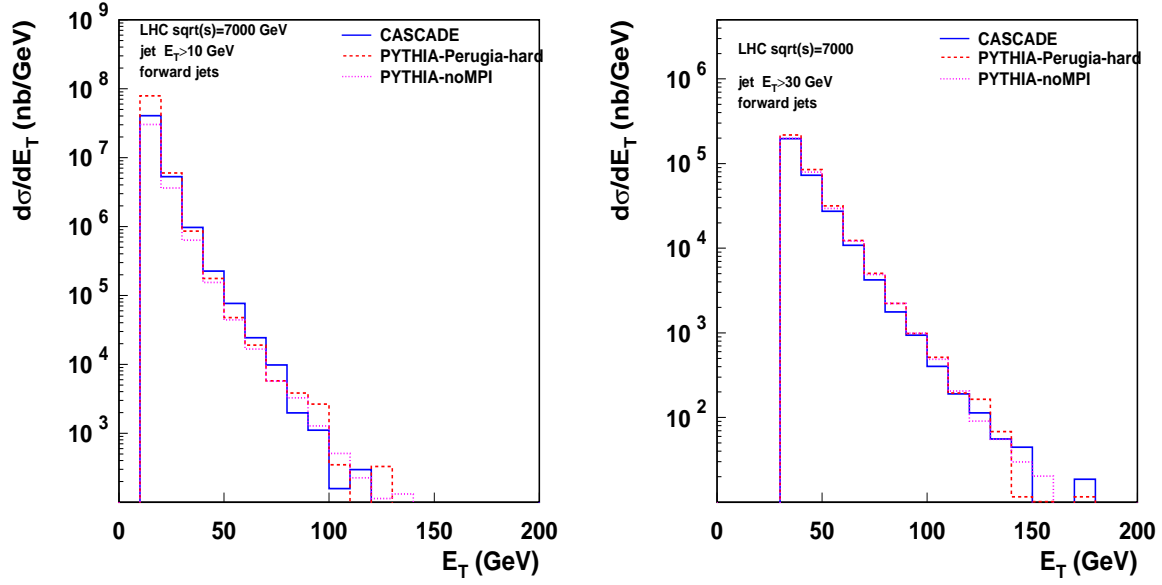 dσ/dE_T (nb/GeV)
10^9
10^8
10^7
10^6
10^5
10^4
10^3
LHC sqrt(s)=7000 GeV
jet E_T>10 GeV
forward jets
CASCADE
PYTHIA-Perugia-hard
PYTHIA-noMPI
0 50 100 150 200
E_T (GeV)
dσ/dE_T (nb/GeV)
10^6
10^5
10^4
10^3
10^2
LHC sqrt(s)=7000
jet E_T>30 GeV
forward jets
CASCADE
PYTHIA-Perugia-hard
PYTHIA-noMPI
0 50 100 150 200
E_T (GeV)